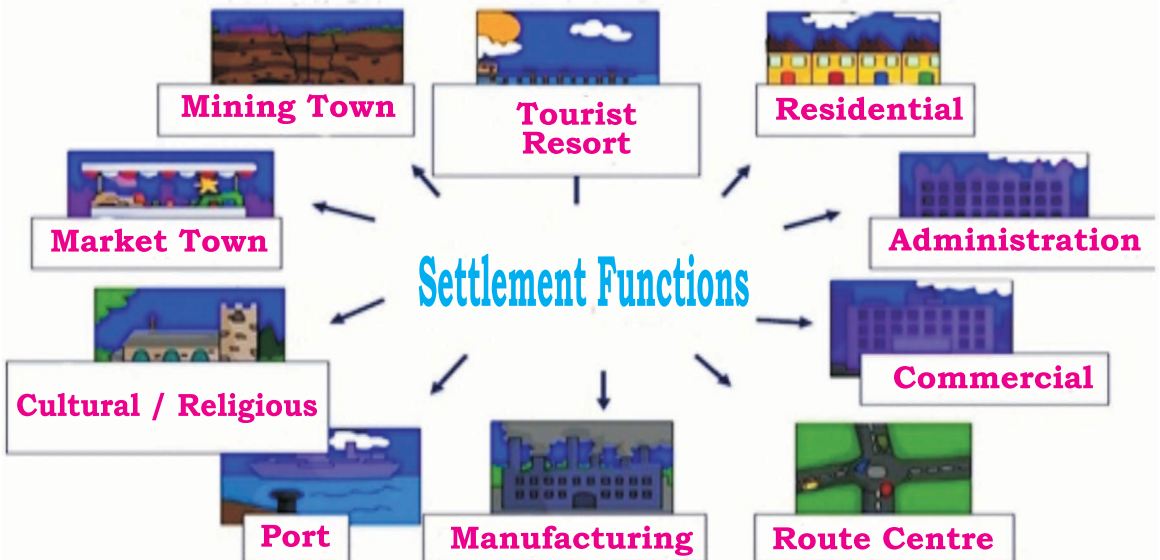 Mining Town
Tourist
Resort
Residential
Market Town
Administration
Settlement Functions
Commercial
Cultural / Religious
Port
Manufacturing
Route Centre